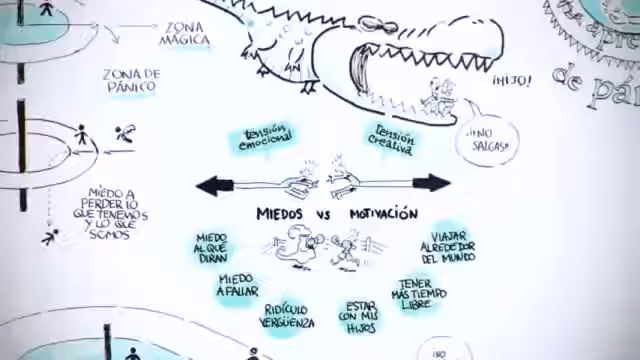 ZONA
MÁGICA
ZONA DE
PÁNICO
¡HIJO!
¡¡NO
SALGAS!!
de pá
tensión
emocional
tensión
creativa
MIEDO A
PERDER LO
QUE TENEMOS
Y LO QUE
SOMOS
MIEDOS VS MOTIVACIÓN
MIEDO
AL QUÉ
DIRÁN
MIEDO
A FALLAR
RIDÍCULO
VERGÜENZA
ESTAR
CON MIS
HIJOS
TENER
MÁS TIEMPO
LIBRE
VIAJAR
ALREDEDOR
DEL MUNDO